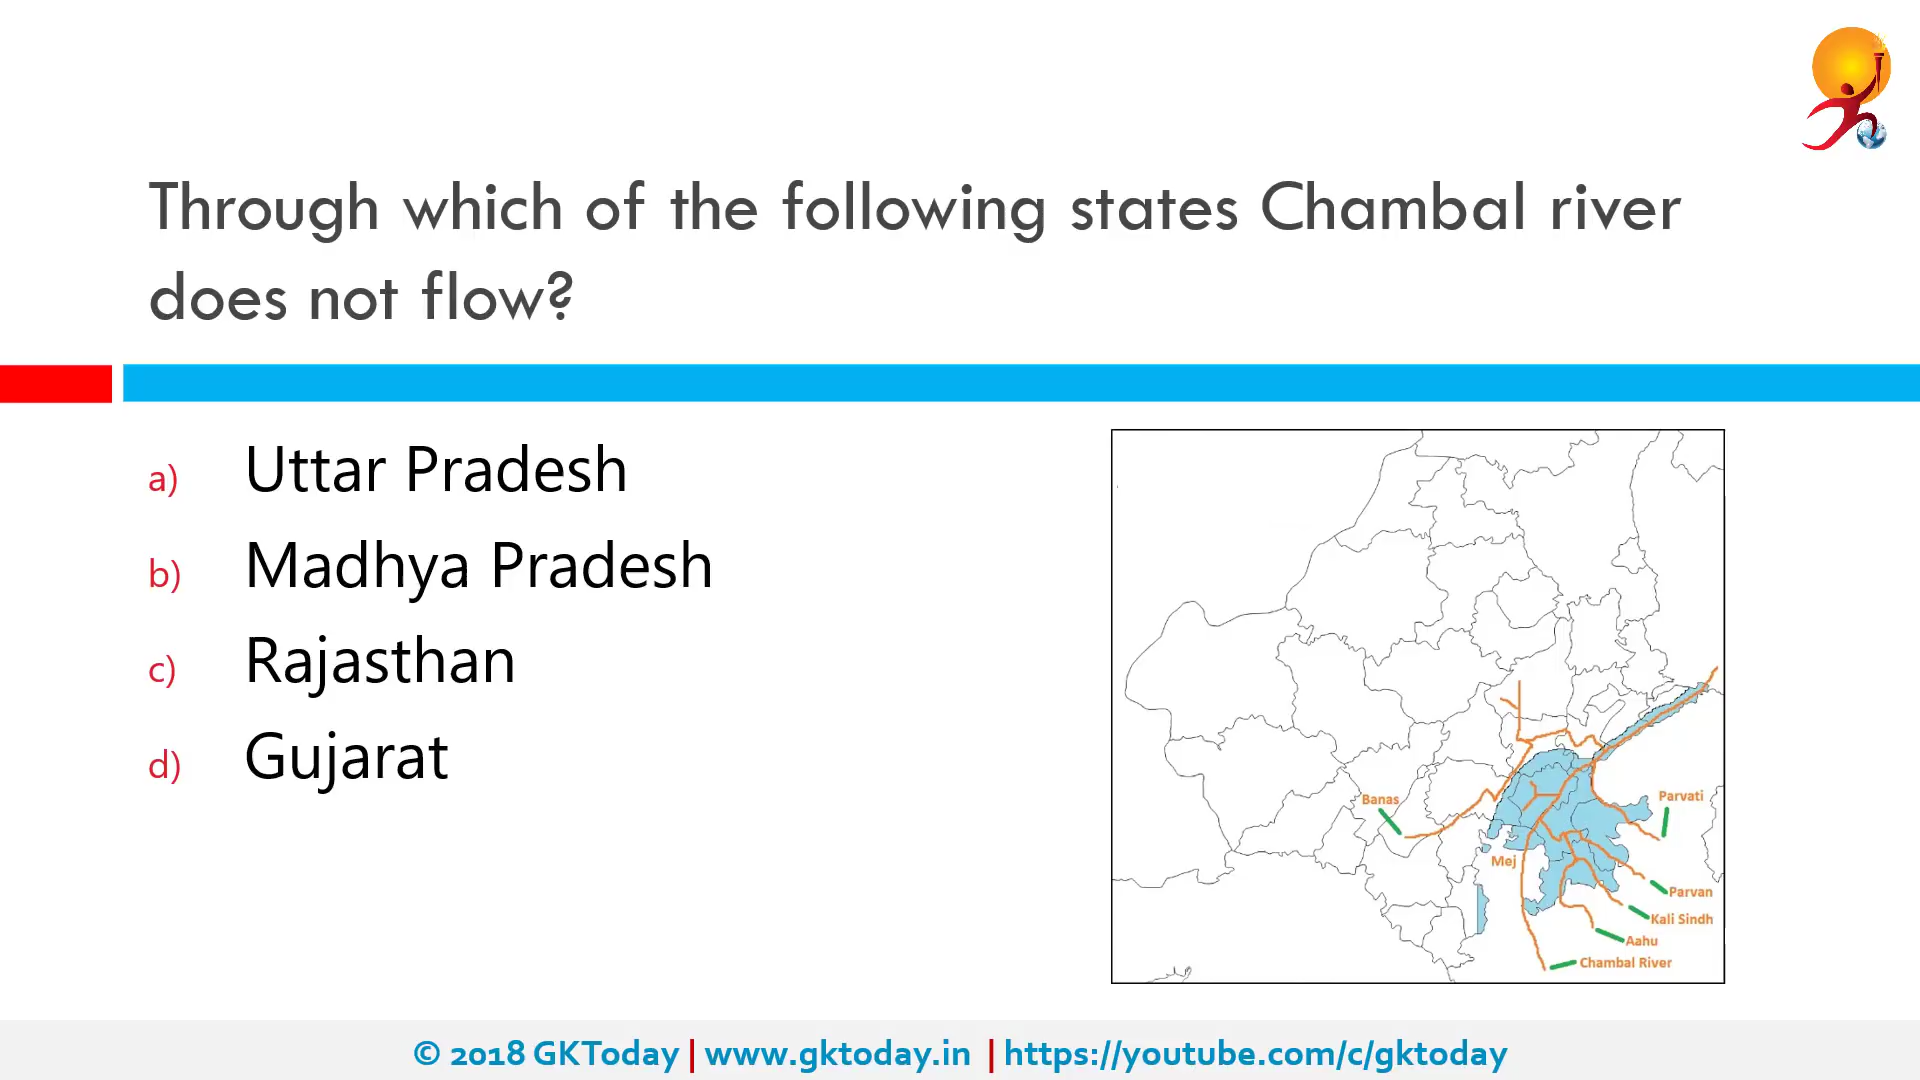 Through which of the following states Chambal river
does not flow?
a) Uttar Pradesh
b) Madhya Pradesh
c) Rajasthan
d) Gujarat
Banas
Parvati
Mej
Parvan
Kali Sindh
Aahu
Chambal River
© 2018 GKToday | www.gktoday.in | https://youtube.com/c/gktoday